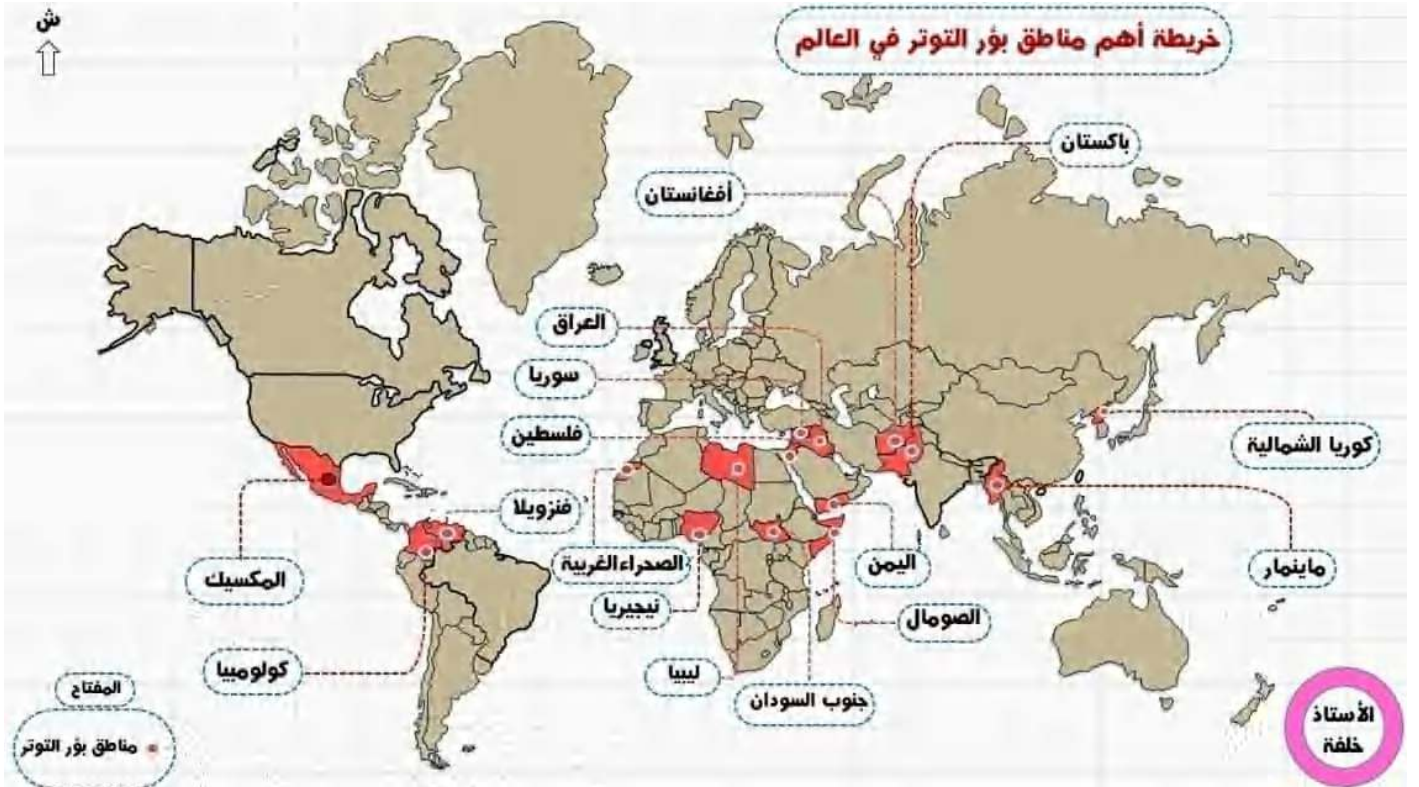 خريطة أهم مناطق بؤر التوتر في العالم
ش
باكستان
أفغانستان
العراق
سوريا
فلسطين
كوريا الشمالية
فنزويلا
الصحراء الغربية
اليمن
ماينمار
المكسيك
نيجيريا
الصومال
كولومبيا
ليبيا
جنوب السودان
المفتاح
مناطق بؤر التوتر
الأستاذ
خلفة